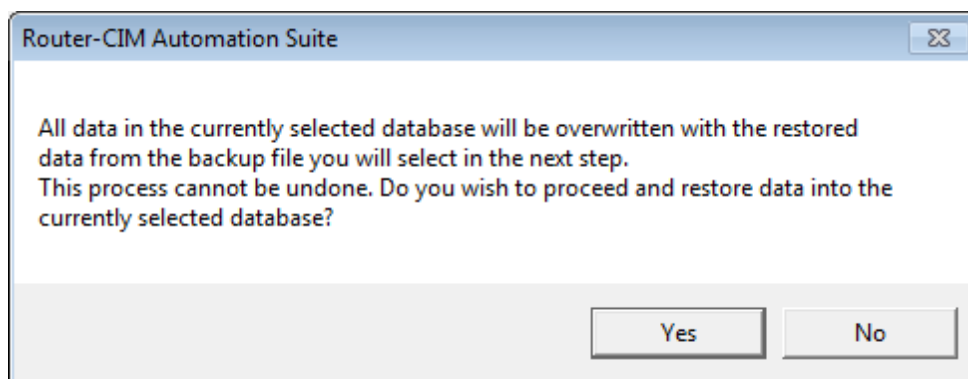 Router-CIM Automation Suite
All data in the currently selected database will be overwritten with the restored
data from the backup file you will select in the next step.
This process cannot be undone. Do you wish to proceed and restore data into the
currently selected database?
Yes
No